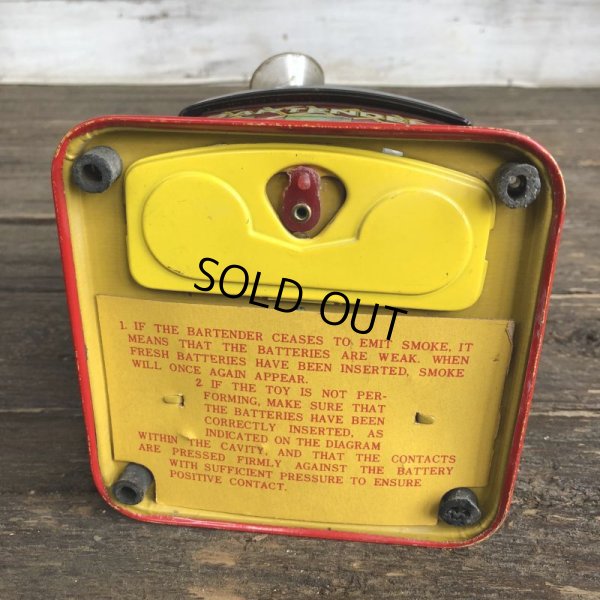 BARTENDER
SOLD OUT
1. IF THE BARTENDER CEASES TO EMIT SMOKE, IT
MEANS THAT THE BATTERIES ARE WEAK. WHEN
FRESH BATTERIES HAVE BEEN INSERTED, SMOKE
WILL ONCE AGAIN APPEAR.
2. IF THE TOY IS NOT PER-
FORMING, MAKE SURE THAT
THE BATTERIES HAVE BEEN
CORRECTLY INSERTED, AS
INDICATED ON THE DIAGRAM
WITHIN THE CAVITY, AND THAT THE CONTACTS
ARE PRESSED FIRMLY AGAINST THE BATTERY
WITH SUFFICIENT PRESSURE TO ENSURE
POSITIVE CONTACT.